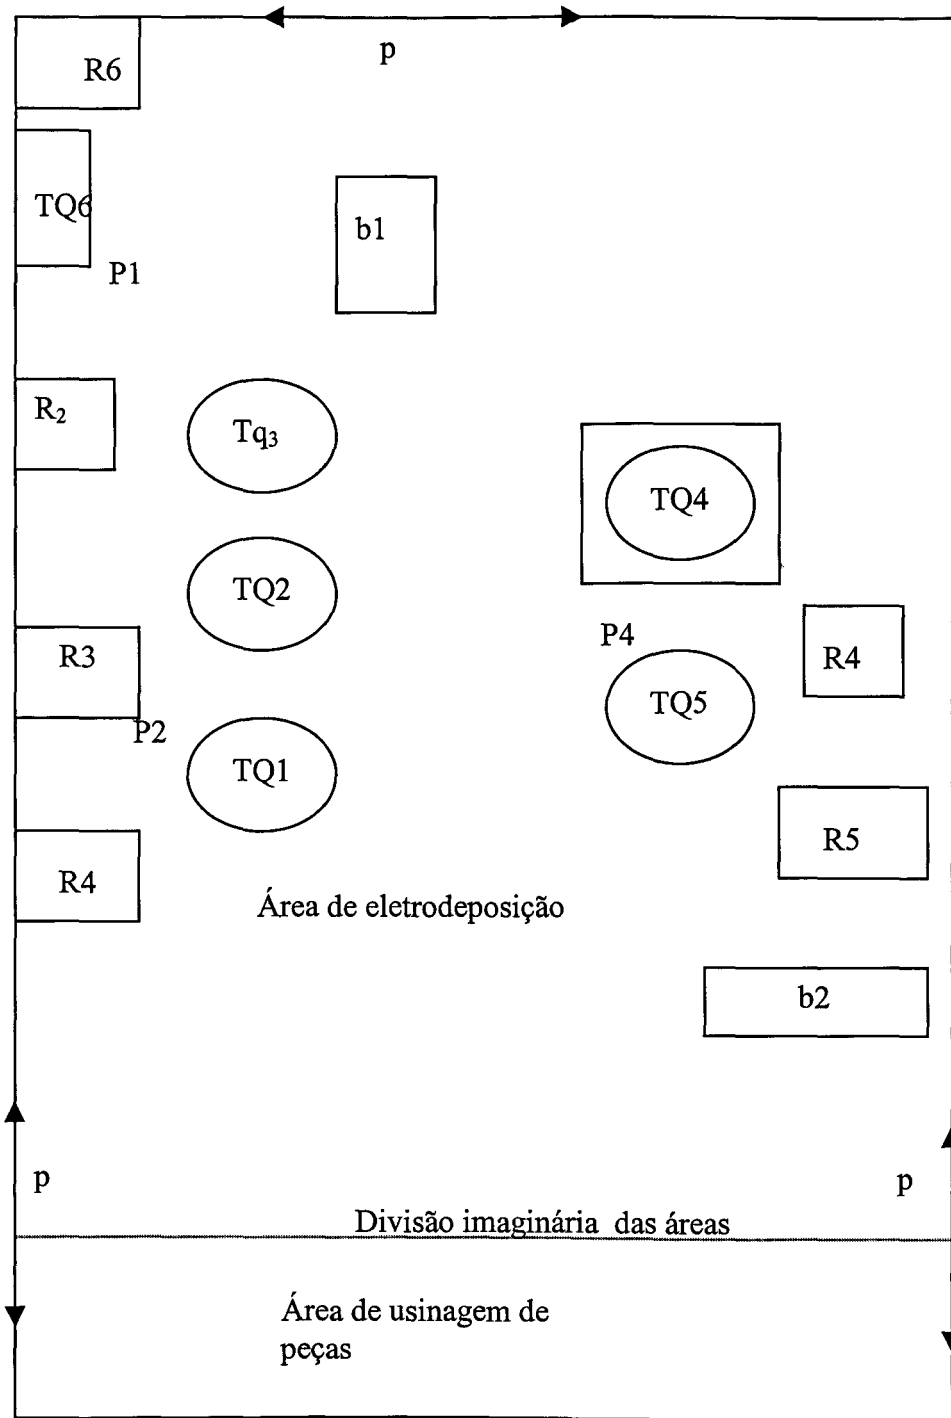 p
R6
TQ6
b1
P1
R₂
Tq₃
TQ4
TQ2
P4
R3
R4
TQ5
P2
TQ1
R5
R4
Área de eletrodeposição
b2
p
p
Divisão imaginária das áreas
Área de usinagem de
peças